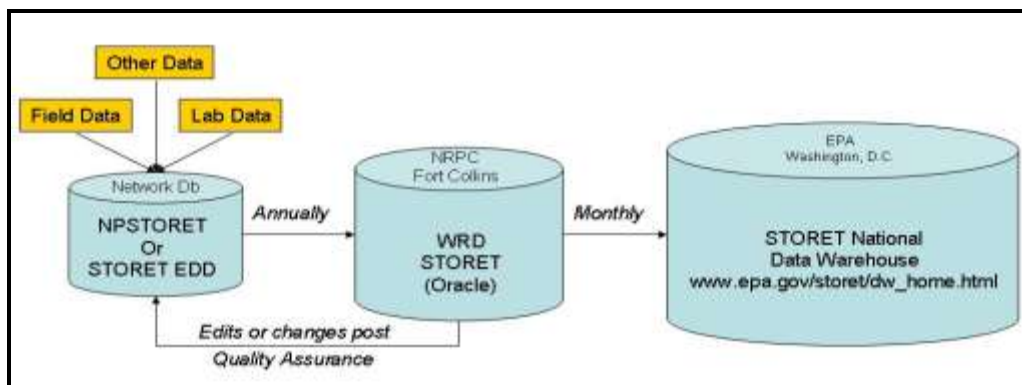 Other Data
Field Data
Lab Data
Network Db
NPSTORET
Or
STORET EDD
Annually
NRPC
Fort Collins
WRD
STORET
(Oracle)
Monthly
EPA
Washington, D.C
STORET National
Data Warehouse
www.epa.gov/storet/dw_home.html
Edits or changes post
Quality Assurance